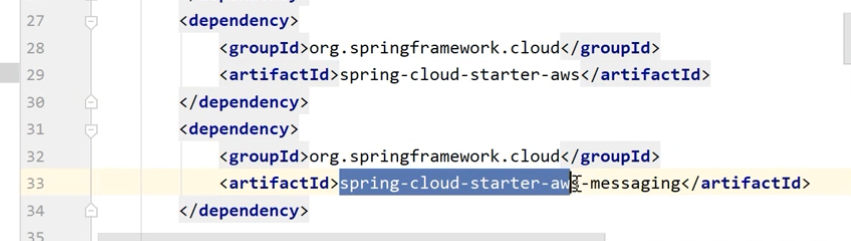 27 <dependency>
28 <groupId>org.springframework.cloud</groupId>
29 <artifactId>spring-cloud-starter-aws</artifactId>
30 </dependency>
31 <dependency>
32 <groupId>org.springframework.cloud</groupId>
33 <artifactId>spring-cloud-starter-aws-messaging</artifactId>
34 </dependency>
35